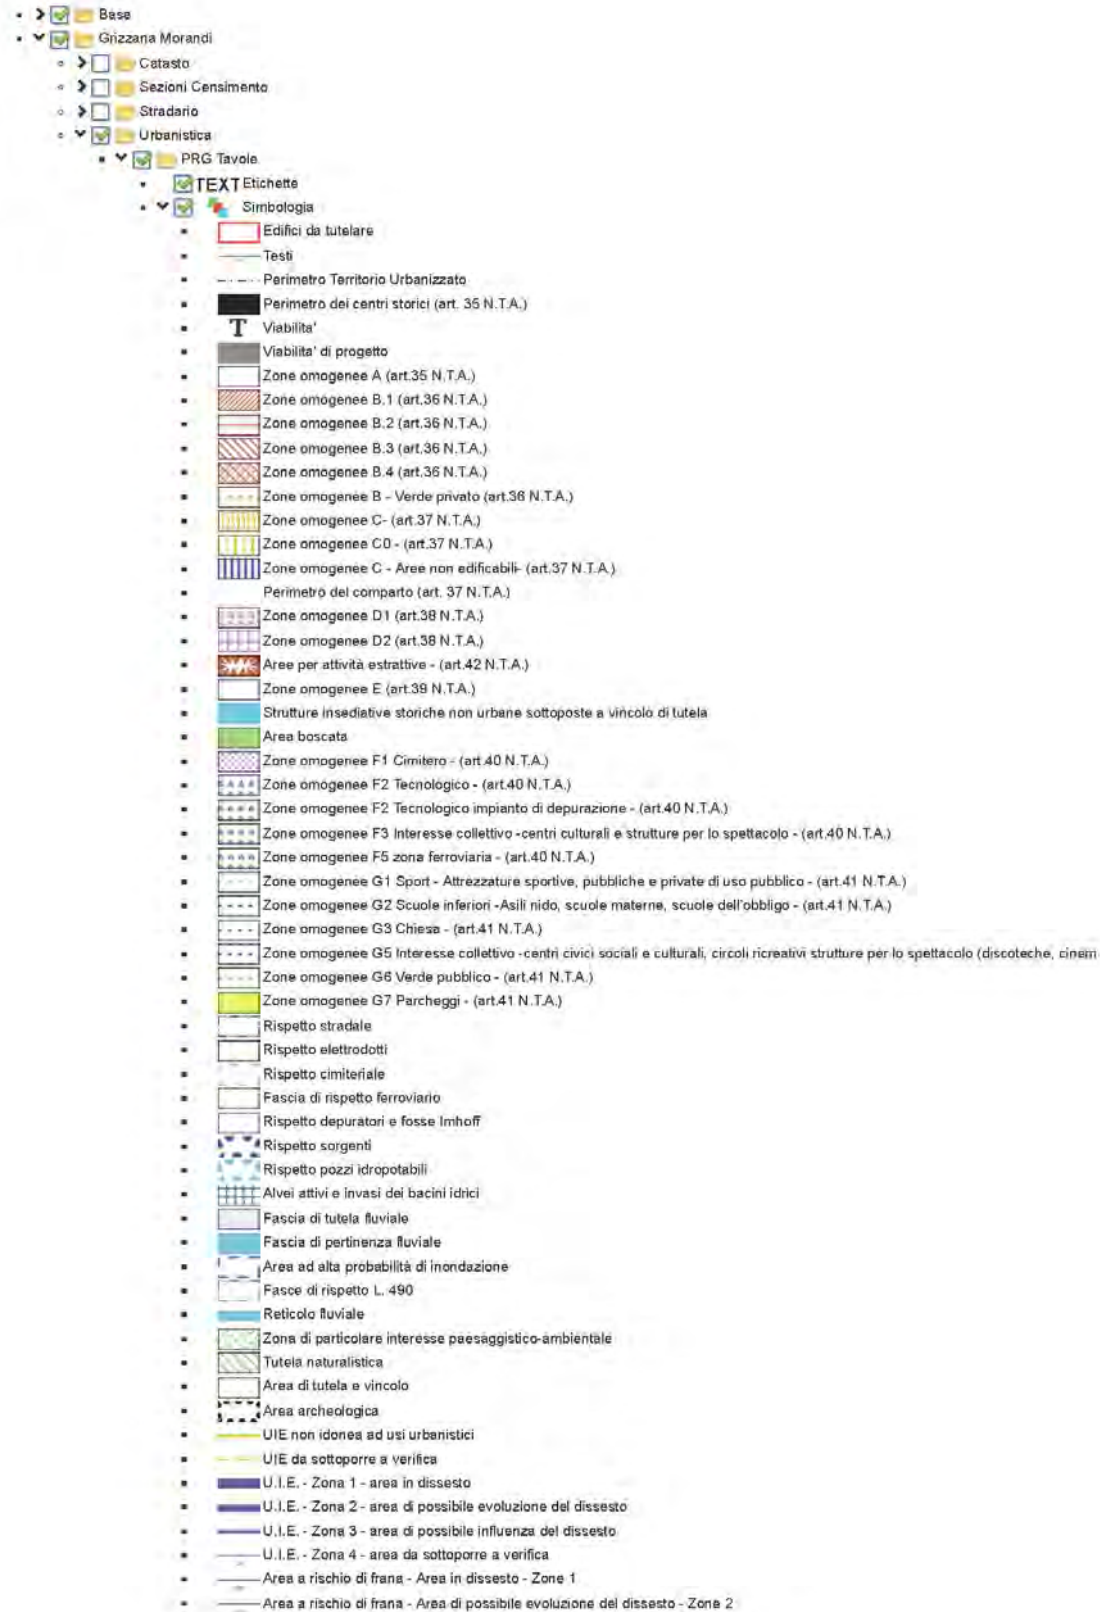 Base
Grizzana Morandi
Catasto
Sezioni Censimento
Stradario
Urbanistica
PRG Tavole
TEXT Etichette
Simbologia
Edifici da tutelare
Testi
Perimetro Territorio Urbanizzato
Perimetro dei centri storici (art. 35 N.T.A.)
T Viabilita'
Viabilita' di progetto
Zone omogenee A (art.35 N.T.A.)
Zone omogenee B.1 (art.36 N.T.A.)
Zone omogenee B.2 (art.36 N.T.A.)
Zone omogenee B.3 (art.36 N.T.A.)
Zone omogenee B.4 (art.36 N.T.A.)
Zone omogenee B - Verde privato (art.36 N.T.A.)
Zone omogenee C- (art.37 N.T.A.)
Zone omogenee C0 - (art.37 N.T.A.)
Zone omogenee C - Aree non edificabili- (art.37 N.T.A.)
Perimetro del comparto (art. 37 N.T.A.)
Zone omogenee D1 (art.38 N.T.A.)
Zone omogenee D2 (art.38 N.T.A.)
Aree per attività estrattive - (art.42 N.T.A.)
Zone omogenee E (art.39 N.T.A.)
Strutture insediative storiche non urbane sottoposte a vincolo di tutela
Area boscata
Zone omogenee F1 Cimitero - (art.40 N.T.A.)
Zone omogenee F2 Tecnologico - (art.40 N.T.A.)
Zone omogenee F2 Tecnologico impianto di depurazione - (art.40 N.T.A.)
Zone omogenee F3 Interesse collettivo -centri culturali e strutture per lo spettacolo - (art.40 N.T.A.)
Zone omogenee F5 zona ferroviaria - (art.40 N.T.A.)
Zone omogenee G1 Sport - Attrezzature sportive, pubbliche e private di uso pubblico - (art.41 N.T.A.)
Zone omogenee G2 Scuole inferiori -Asili nido, scuole materne, scuole dell'obbligo - (art.41 N.T.A.)
Zone omogenee G3 Chiesa - (art.41 N.T.A.)
Zone omogenee G5 Interesse collettivo -centri civici sociali e culturali, circoli ricreativi strutture per lo spettacolo (discoteche, cinem
Zone omogenee G6 Verde pubblico - (art.41 N.T.A.)
Zone omogenee G7 Parcheggi - (art.41 N.T.A.)
Rispetto stradale
Rispetto elettrodotti
Rispetto cimiteriale
Fascia di rispetto ferroviario
Rispetto depuratori e fosse Imhoff
Rispetto sorgenti
Rispetto pozzi idropotabili
Alvei attivi e invasi dei bacini idrici
Fascia di tutela fluviale
Fascia di pertinenza fluviale
Area ad alta probabilità di inondazione
Fasce di rispetto L. 490
Reticolo fluviale
Zona di particolare interesse paesaggistico-ambientale
Tutela naturalistica
Area di tutela e vincolo
Area archeologica
UIE non idonea ad usi urbanistici
UIE da sottoporre a verifica
U.I.E. - Zona 1 - area in dissesto
U.I.E. - Zona 2 - area di possibile evoluzione del dissesto
U.I.E. - Zona 3 - area di possibile influenza del dissesto
U.I.E. - Zona 4 - area da sottoporre a verifica
Area a rischio di frana - Area in dissesto - Zone 1
Area a rischio di frana - Area di possibile evoluzione del dissesto - Zone 2